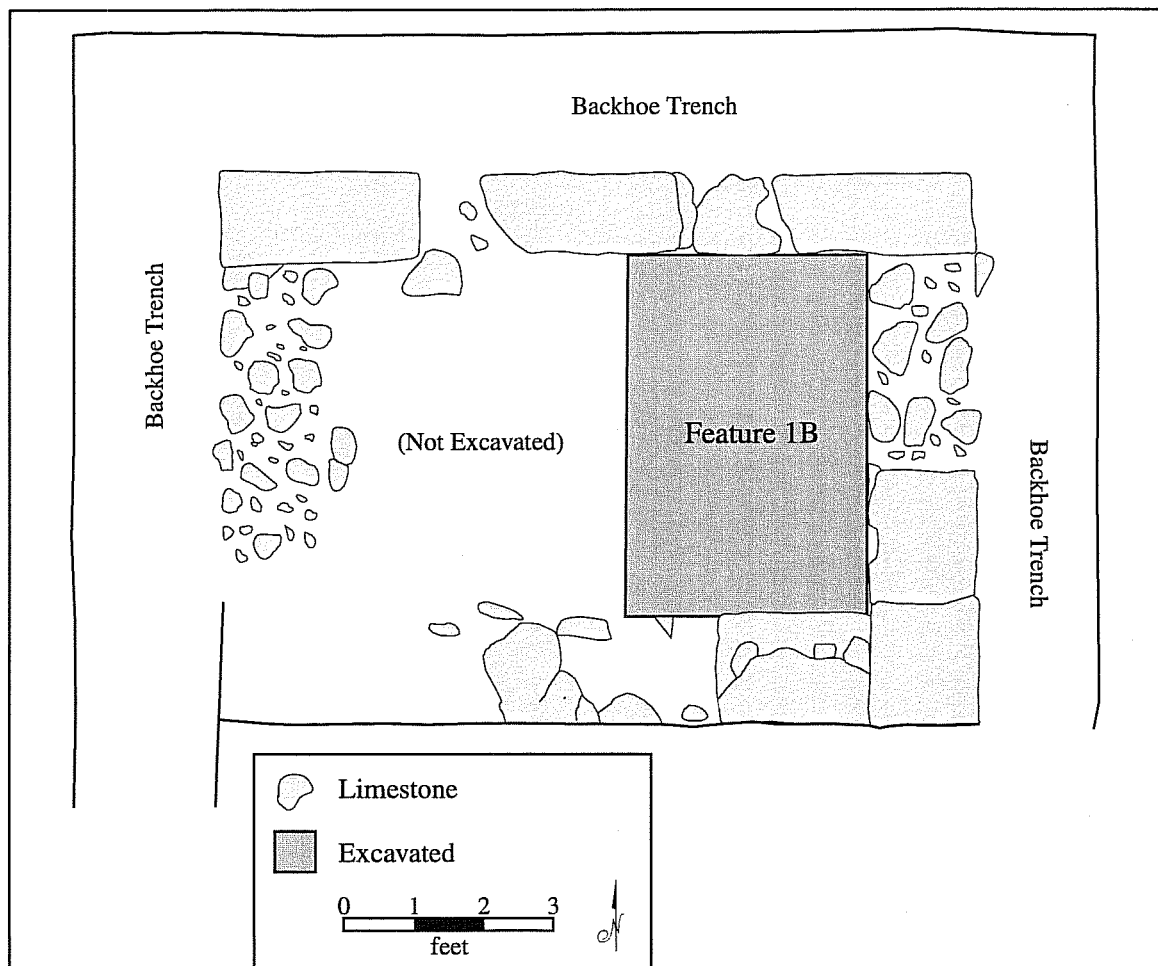 Backhoe Trench
Backhoe Trench
(Not Excavated)
Feature 1B
Backhoe Trench
Limestone
Excavated
0 1 2 3
feet
N